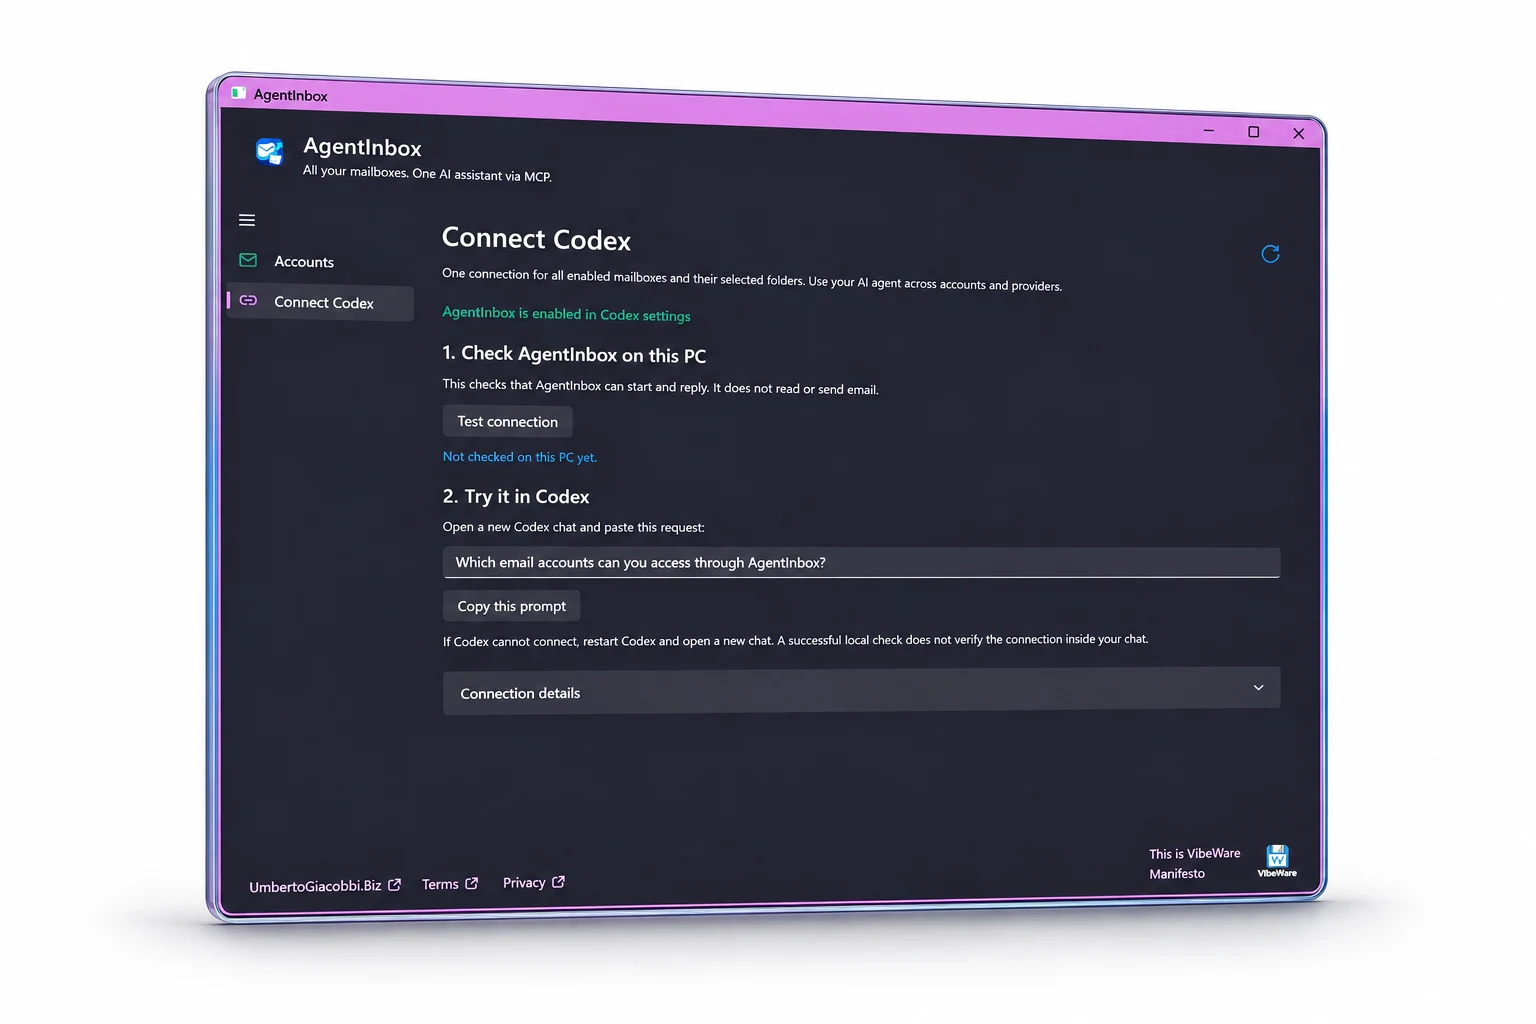 AgentInbox
AgentInbox
All your mailboxes. One AI assistant via MCP.
Accounts
Connect Codex
Connect Codex
One connection for all enabled mailboxes and their selected folders. Use your AI agent across accounts and providers.
AgentInbox is enabled in Codex settings
1. Check AgentInbox on this PC
This checks that AgentInbox can start and reply. It does not read or send email.
Test connection
Not checked on this PC yet.
2. Try it in Codex
Open a new Codex chat and paste this request:
Which email accounts can you access through AgentInbox?
Copy this prompt
If Codex cannot connect, restart Codex and open a new chat. A successful local check does not verify the connection inside your chat.
Connection details
UmbertoGiacobbi.Biz
Terms
Privacy
This is VibeWare
Manifesto
VibeWare